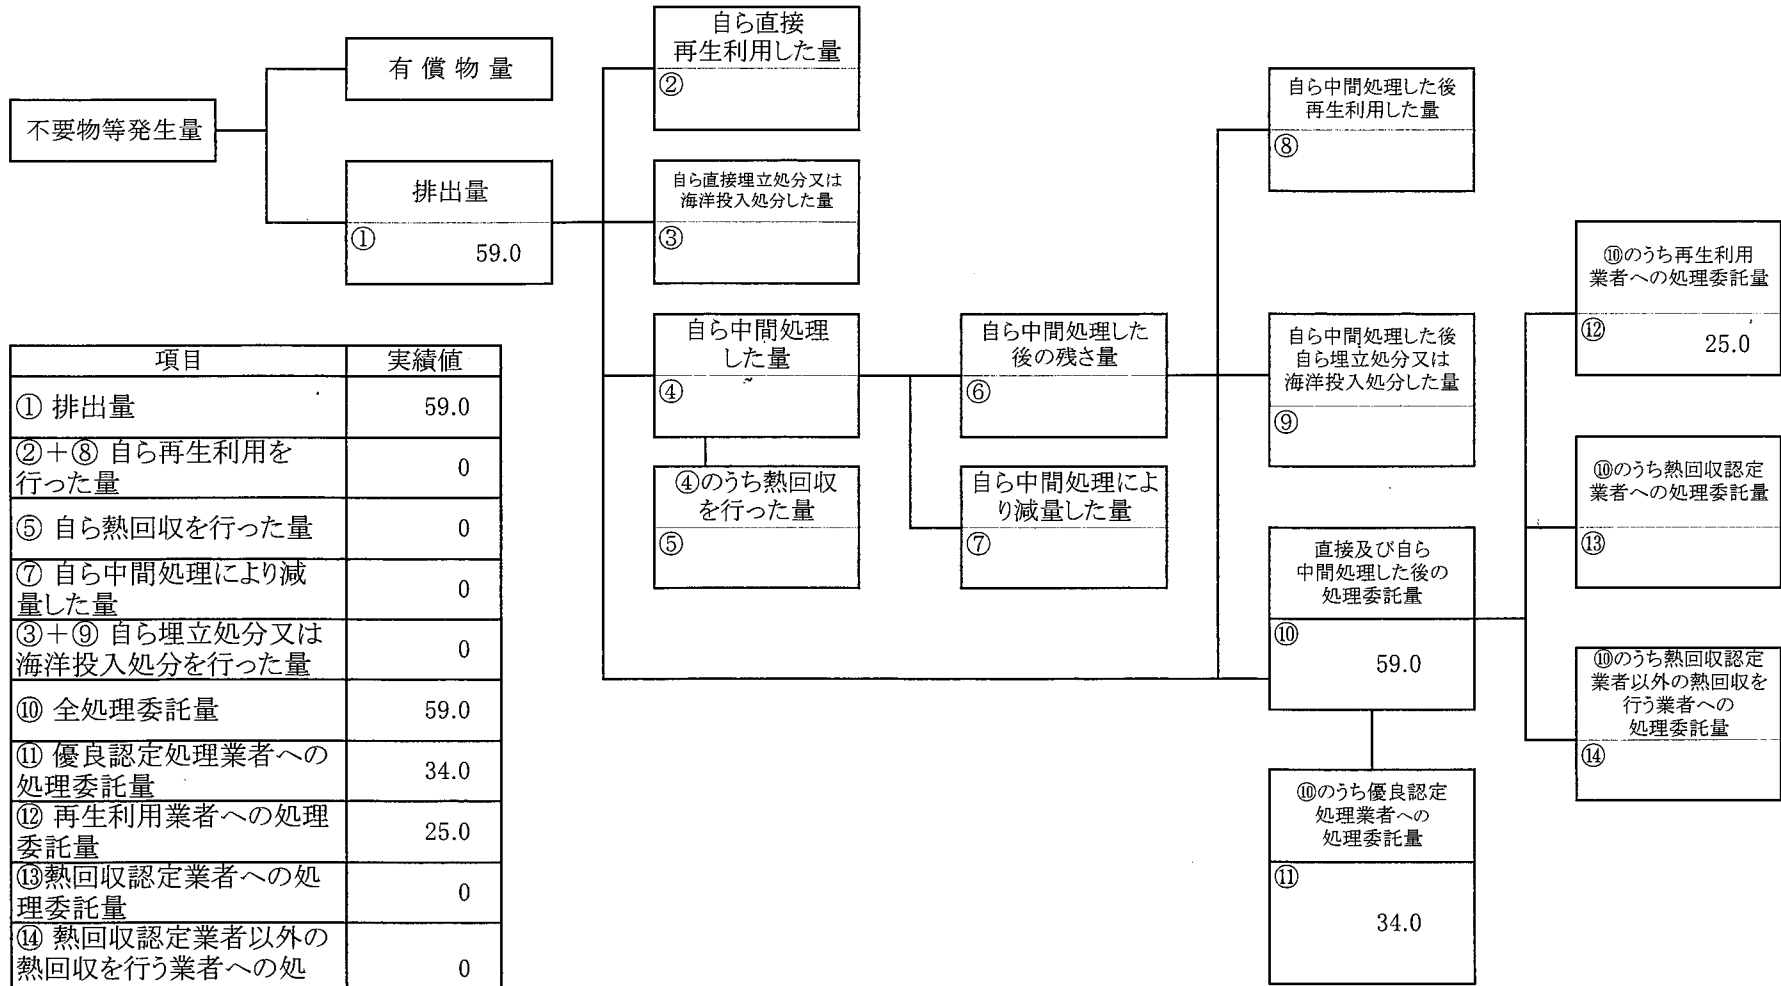 不要物等発生量
有償物量
排出量
①
59.0
自ら直接
再生利用した量
②
自ら直接埋立処分又は
海洋投入処分した量
③
自ら中間処理
した量
④
④のうち熱回収
を行った量
⑤
自ら中間処理した
後の残さ量
⑥
自ら中間処理によ
り減量した量
⑦
自ら中間処理した後
再生利用した量
⑧
自ら中間処理した後
自ら埋立処分又は
海洋投入処分した量
⑨
直接及び自ら
中間処理した後の
処理委託量
⑩
59.0
⑩のうち優良認定
処理業者への
処理委託量
⑪
34.0
⑩のうち再生利用
業者への処理委託量
⑫
25.0
⑩のうち熱回収認定
業者への処理委託量
⑬
⑩のうち熱回収認定
業者以外の熱回収を
行う業者への
処理委託量
⑭
項目 実績値
① 排出量 59.0
②+⑧ 自ら再生利用を
行った量 0
⑤ 自ら熱回収を行った量 0
⑦ 自ら中間処理により減
量した量 0
③+⑨ 自ら埋立処分又は
海洋投入処分を行った量 0
⑩ 全処理委託量 59.0
⑪ 優良認定処理業者への
処理委託量 34.0
⑫ 再生利用業者への処理
委託量 25.0
⑬熱回収認定業者への処
理委託量 0
⑭ 熱回収認定業者以外の
熱回収を行う業者への処 0